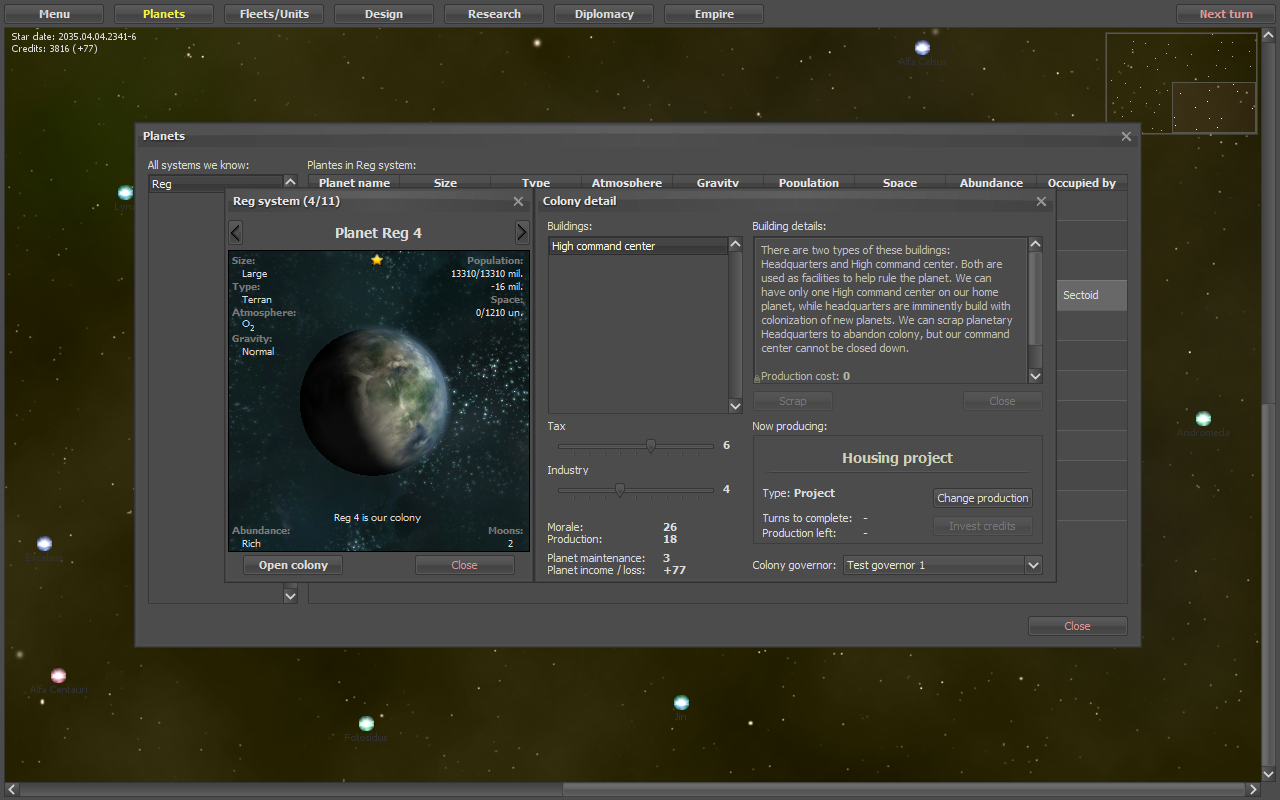 Menu
Planets
Fleets/Units
Design
Research
Diplomacy
Empire
Next turn
Star date: 2035.04.04.2341-6
Credits: 3816 (+77)
Alfa Celsius
Planets
All systems we know:
Plantes in Reg system:
Reg
Planet name
Size
Type
Atmosphere
Gravity
Population
Space
Abundance
Occupied by
Sectoid
Reg system (4/11)
Planet Reg 4
Size:
Large
Type:
Terran
Atmosphere:
O2
Gravity:
Normal
Population:
13310/13310 mil.
-16 mil.
Space:
0/1210 un.
Reg 4 is our colony
Abundance:
Rich
Moons:
2
Open colony
Close
Colony detail
Buildings:
High command center
Building details:
There are two types of these buildings:
Headquarters and High command center. Both are
used as facilities to help rule the planet. We can
have only one High command center on our home
planet, while headquarters are imminently build with
colonization of new planets. We can scrap planetary
Headquarters to abandon colony, but our command
center cannot be closed down.
Production cost: 0
Scrap
Close
Tax
6
Industry
4
Morale: 26
Production: 18
Planet maintenance: 3
Planet income / loss: +77
Now producing:
Housing project
Type: Project
Change production
Turns to complete: -
Production left: -
Invest credits
Colony governor:
Test governor 1
Close
Andromeda
Alfa Centauri
Folosidus
Jin